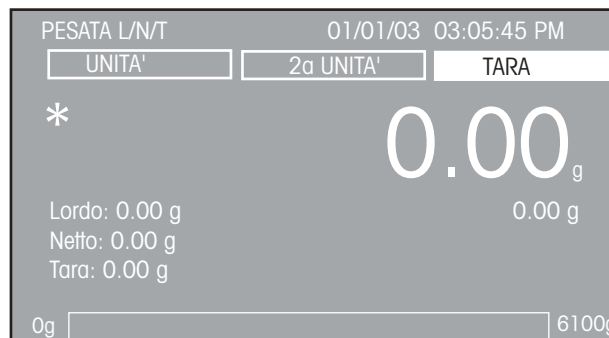 PESATA L/N/T 01/01/03 03:05:45 PM
UNITA' 2a UNITA' TARA
* 0.00 g
Lordo: 0.00 g 0.00 g
Netto: 0.00 g
Tara: 0.00 g
0g 6100g